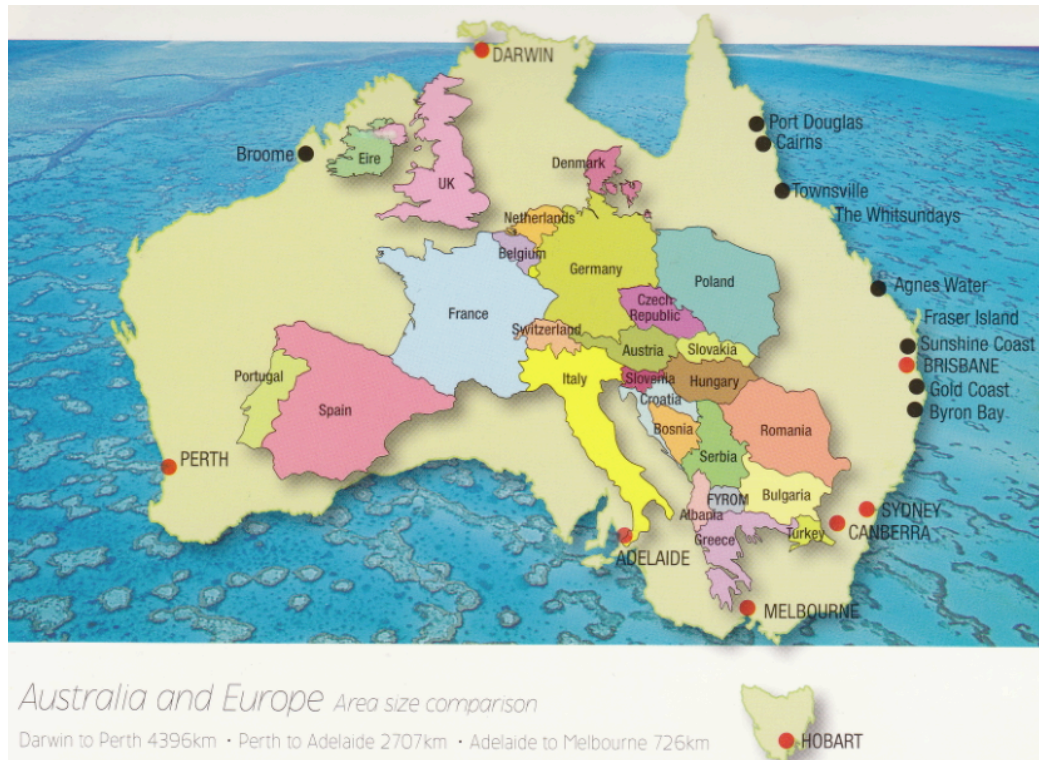 DARWIN
Port Douglas
Cairns
Broome
Eire
UK
Denmark
Townsville
The Whitsundays
Netherlands
Belgium
Germany
Poland
Agnes Water
Czech
Republic
France
Fraser Island
Switzerland
Sunshine Coast
Austria
Slovakia
BRISBANE
Portugal
Italy
Slovenia
Hungary
Gold Coast
Spain
Croatia
Byron Bay
Bosnia
Romania
Serbia
PERTH
FYROM
Bulgaria
Albania
SYDNEY
Turkey
CANBERRA
Greece
ADELAIDE
MELBOURNE
Australia and Europe Area size comparison
Darwin to Perth 4396km • Perth to Adelaide 2707km • Adelaide to Melbourne 726km
HOBART